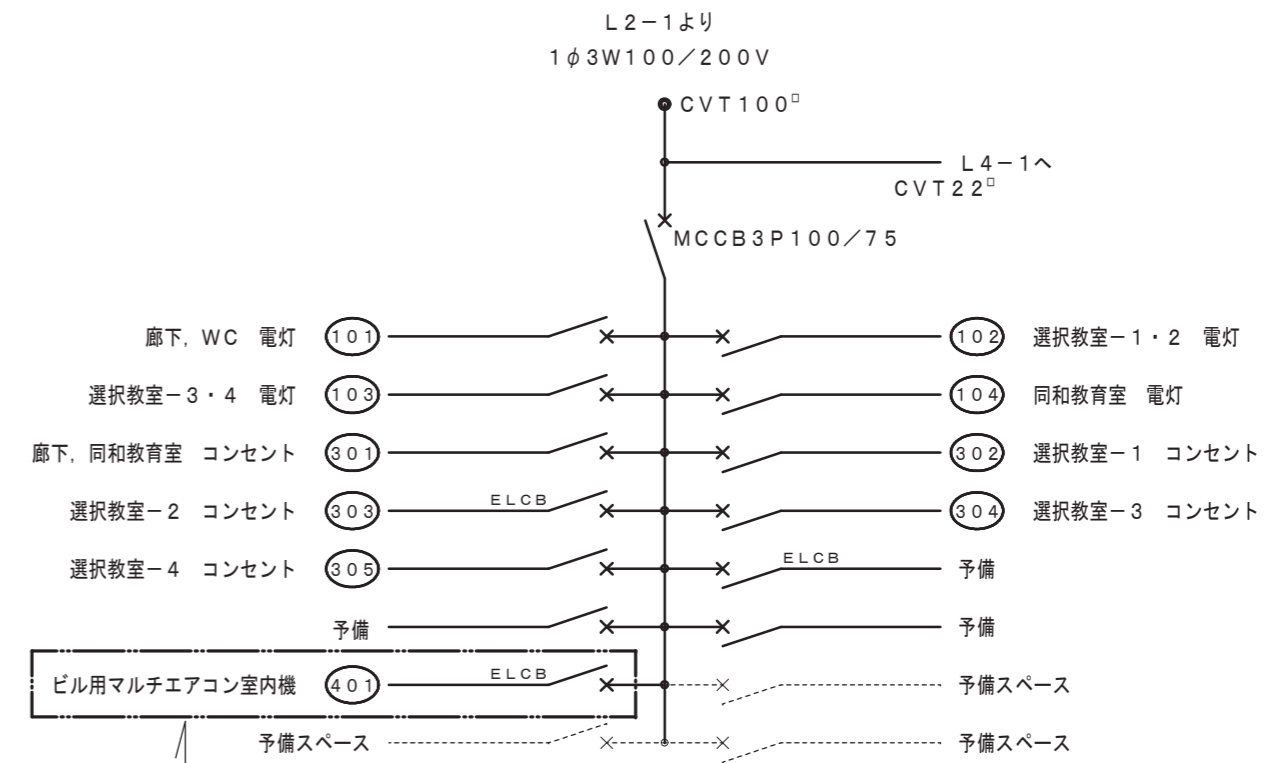 L2-1より
1φ3W100/200V
CVT100□
L4-1へ
CVT22□
MCCB3P100/75
廊下,WC 電灯 101
102 選択教室-1・2 電灯
選択教室-3・4 電灯 103
104 同和教育室 電灯
廊下,同和教育室 コンセント 301
302 選択教室-1 コンセント
選択教室-2 コンセント 303 ELCB
304 選択教室-3 コンセント
選択教室-4 コンセント 305
ELCB 予備
予備
予備
ビル用マルチエアコン室内機 401 ELCB
予備スペース
予備スペース
予備スペース